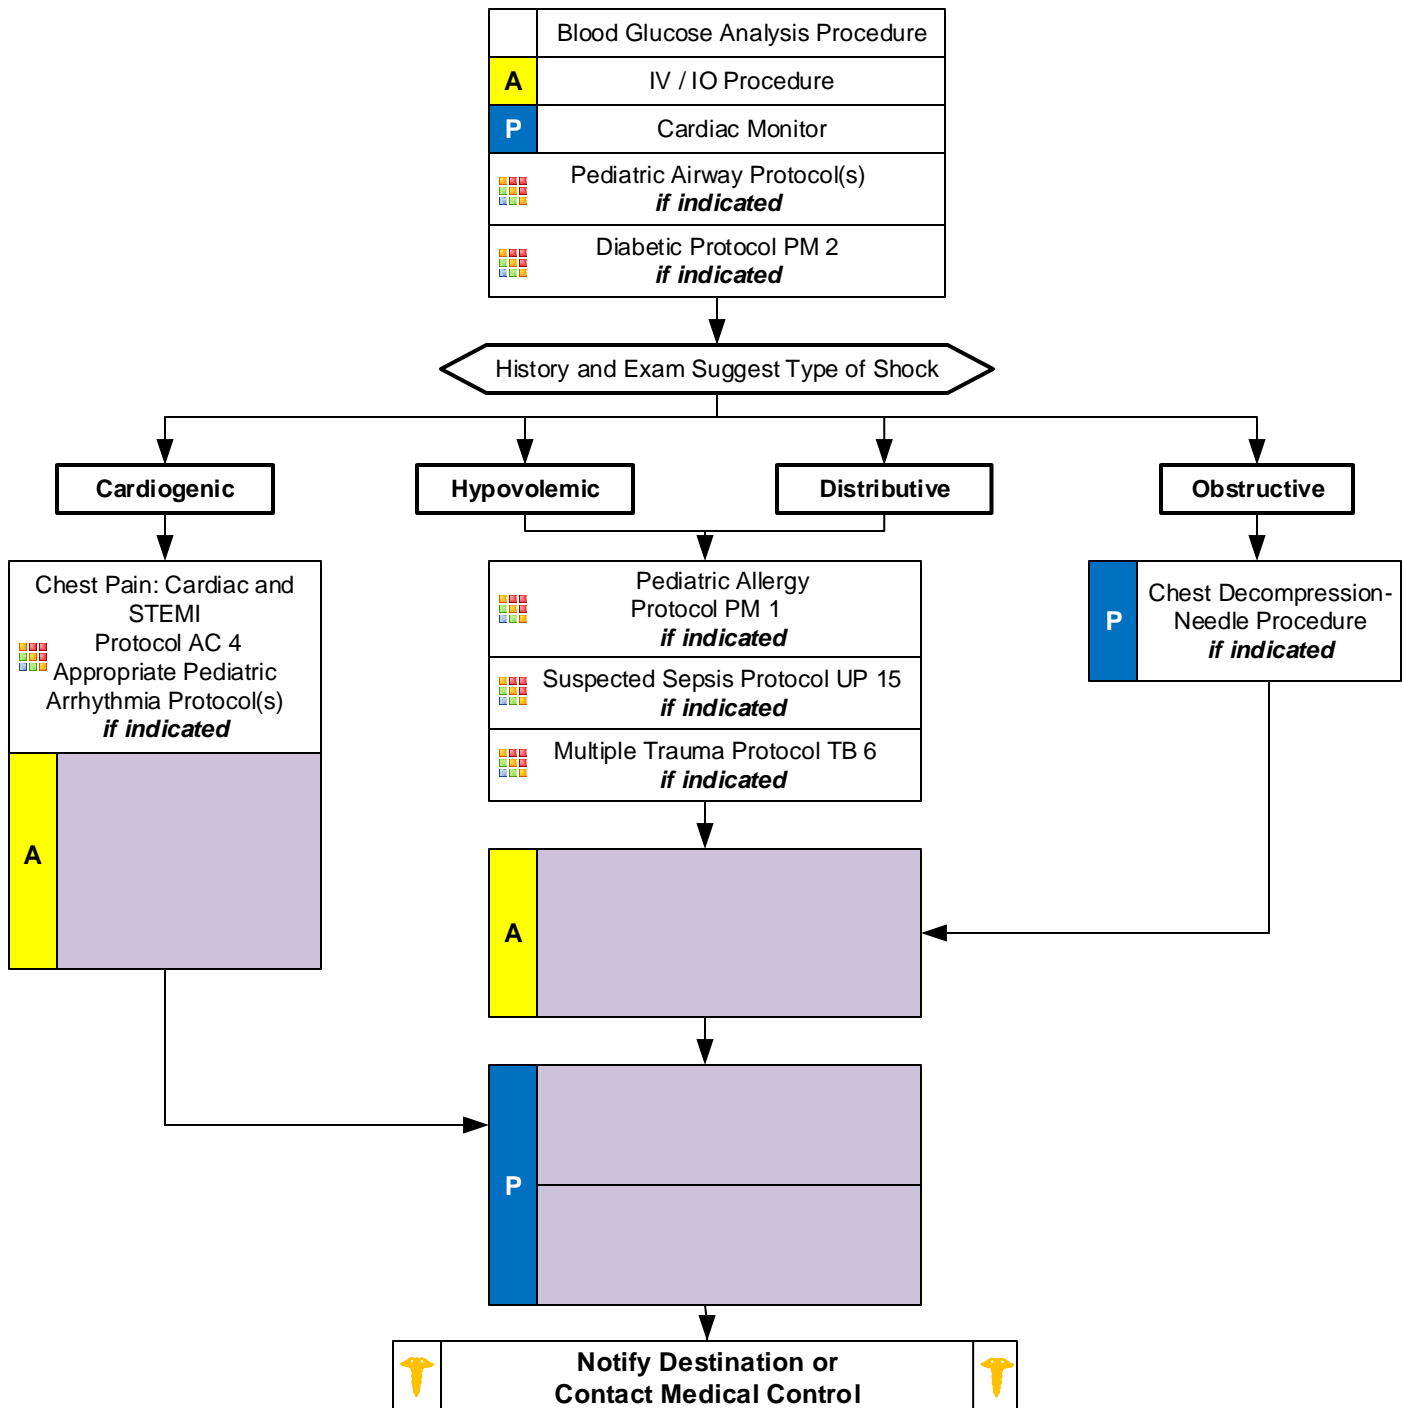 Blood Glucose Analysis Procedure
A
IV / IO Procedure
P
Cardiac Monitor
Pediatric Airway Protocol(s)
if indicated
Diabetic Protocol PM 2
if indicated
History and Exam Suggest Type of Shock
Cardiogenic
Hypovolemic
Distributive
Obstructive
Chest Pain: Cardiac and
STEMI
Protocol AC 4
Appropriate Pediatric
Arrhythmia Protocol(s)
if indicated
A
Pediatric Allergy
Protocol PM 1
if indicated
Suspected Sepsis Protocol UP 15
if indicated
Multiple Trauma Protocol TB 6
if indicated
P
Chest Decompression-
Needle Procedure
if indicated
A
P
Notify Destination or
Contact Medical Control